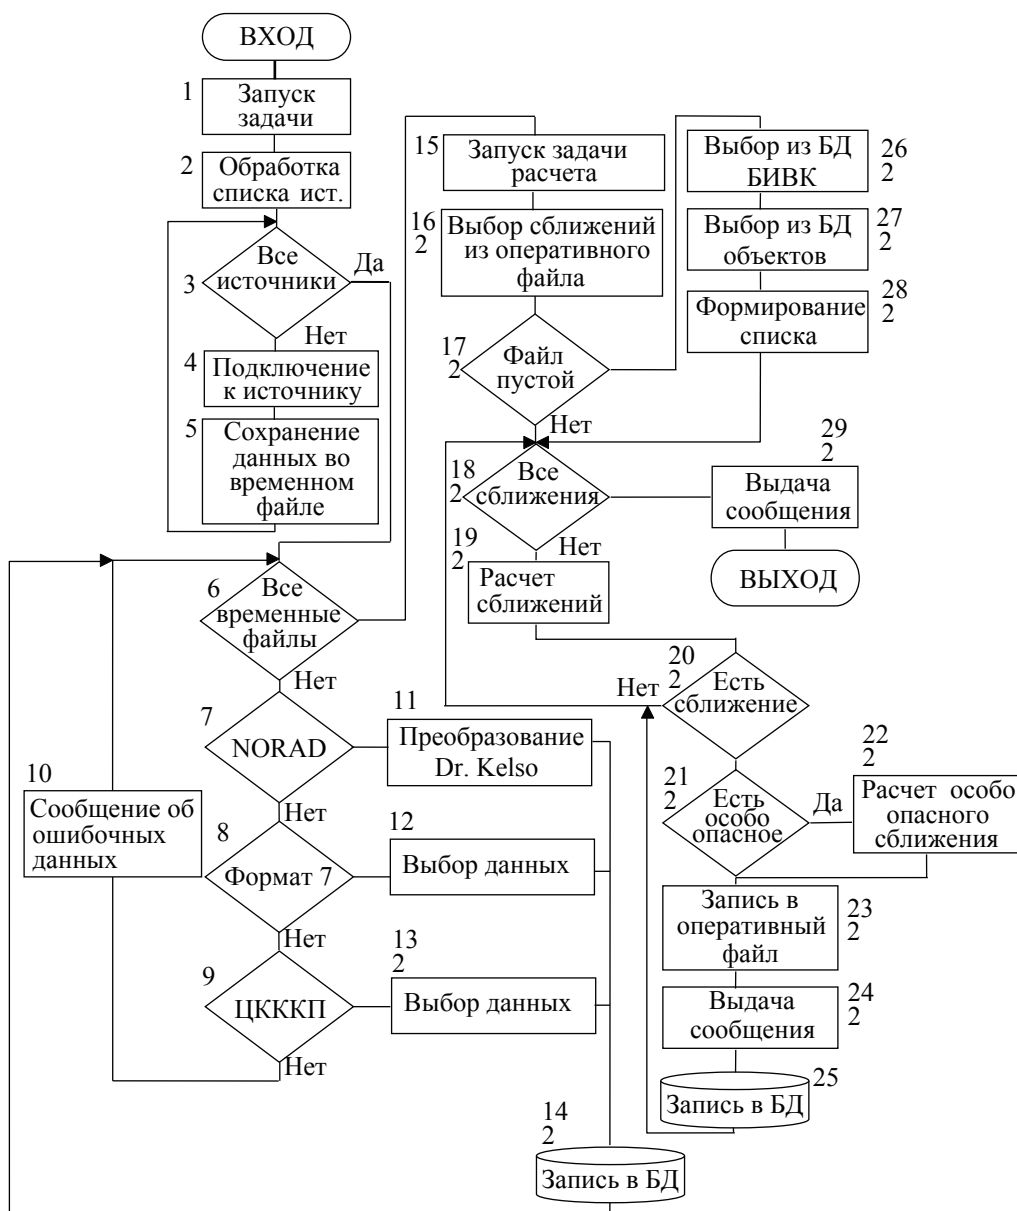 ВХОД
1
Запуск
задачи
2
Обработка
списка ист.
3
Все
источники
Да
Нет
4
Подключение
к источнику
5
Сохранение
данных во
временном
файле
6
Все
временные
файлы
Нет
7
NORAD
Нет
8
Формат 7
Нет
9
ЦКККП
Нет
10
Сообщение об
ошибочных
данных
11
Преобразование
Dr. Kelso
12
Выбор данных
13
2
Выбор данных
14
2
Запись в БД
15
Запуск задачи
расчета
16
2
Выбор сближений
из оперативного
файла
17
2
Файл
пустой
Нет
18
2
Все
сближения
Нет
19
2
Расчет
сближений
20
2
Есть
сближение
Нет
21
2
Есть
особо
опасное
Да
22
2
Расчет особо
опасного
сближения
23
2
Запись в
оперативный
файл
24
2
Выдача
сообщения
25
Запись в БД
26
2
Выбор из БД
БИВК
27
2
Выбор из БД
объектов
28
2
Формирование
списка
29
2
Выдача
сообщения
ВЫХОД